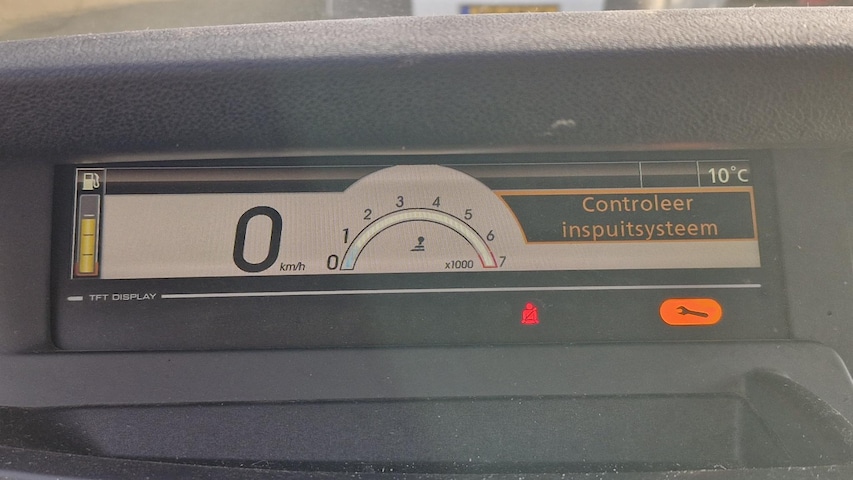 10°C
Controleer
inspuitsysteem
0
km/h
0 1 2 3 4 5 6 7
x1000
TFT DISPLAY